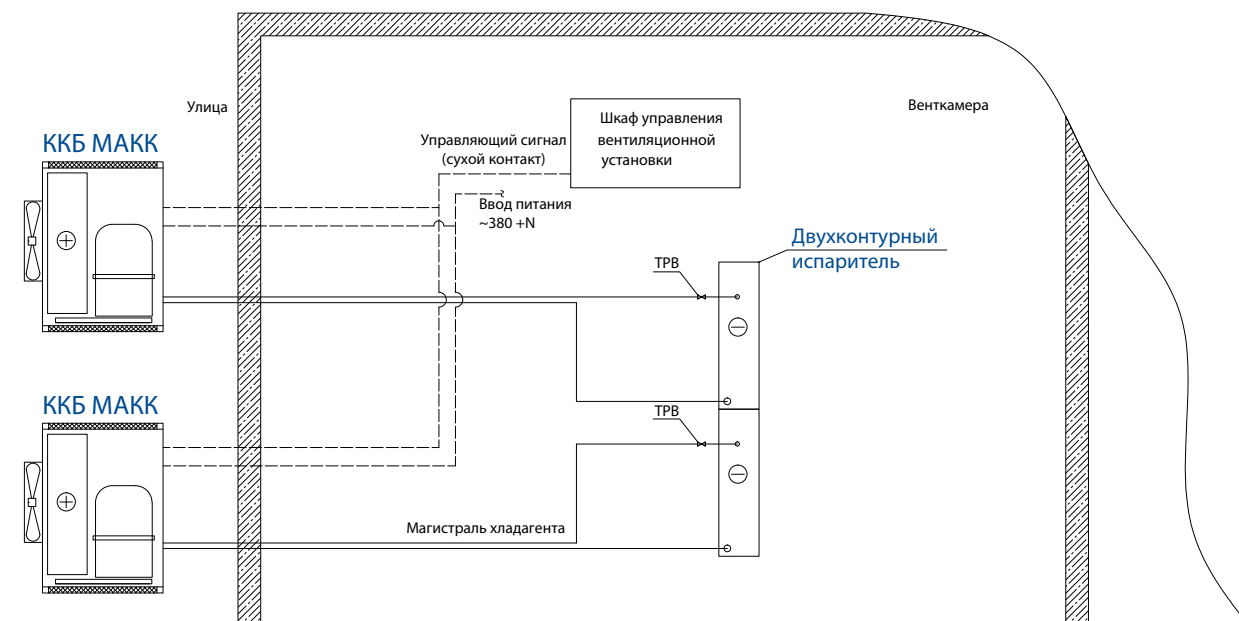 Улица
Венткамера
ККБ МАКК
Управляющий сигнал
(сухой контакт)
Шкаф управления
вентиляционной
установки
Ввод питания
~380 +N
Двухконтурный
испаритель
ТРВ
ККБ МАКК
ТРВ
Магистраль хладагента